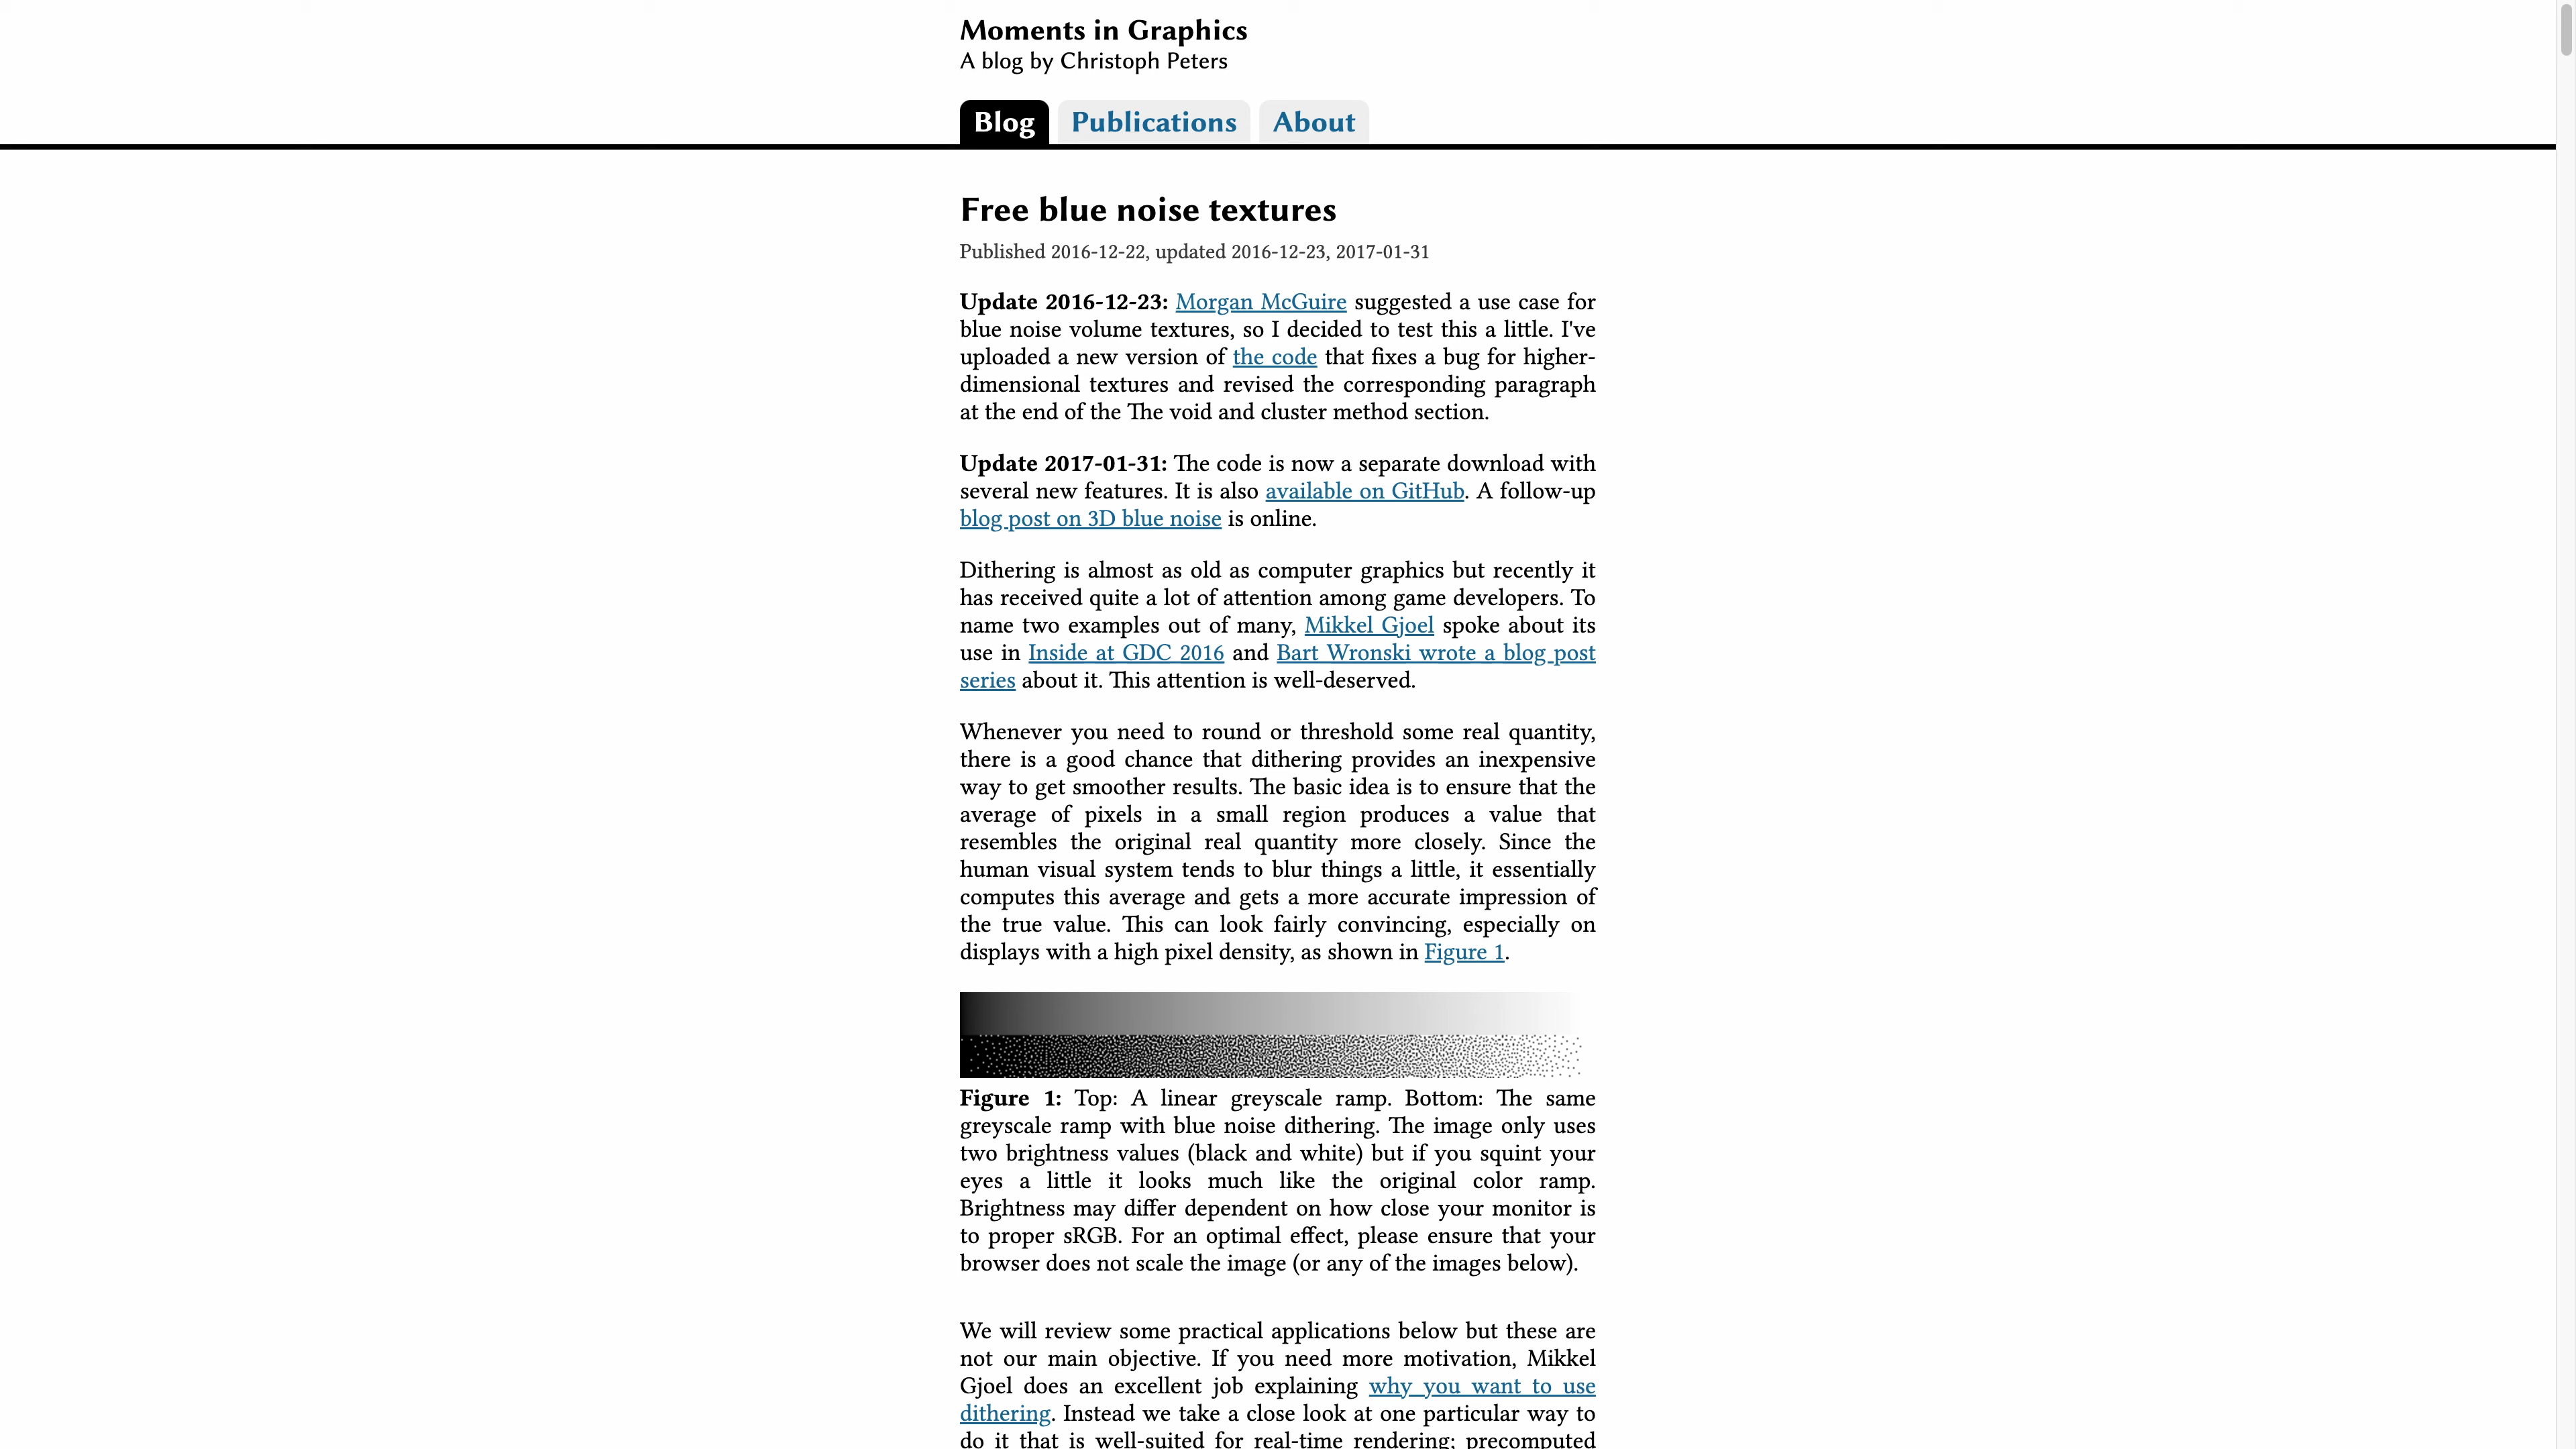 Moments in Graphics
A blog by Christoph Peters
Blog
Publications
About
Free blue noise textures
Published 2016-12-22, updated 2016-12-23, 2017-01-31
Update 2016-12-23: Morgan McGuire suggested a use case for
blue noise volume textures, so I decided to test this a little. I've
uploaded a new version of the code that fixes a bug for higher-
dimensional textures and revised the corresponding paragraph
at the end of the The void and cluster method section.
Update 2017-01-31: The code is now a separate download with
several new features. It is also available on GitHub. A follow-up
blog post on 3D blue noise is online.
Dithering is almost as old as computer graphics but recently it
has received quite a lot of attention among game developers. To
name two examples out of many, Mikkel Gjoel spoke about its
use in Inside at GDC 2016 and Bart Wronski wrote a blog post
series about it. This attention is well-deserved.
Whenever you need to round or threshold some real quantity,
there is a good chance that dithering provides an inexpensive
way to get smoother results. The basic idea is to ensure that the
average of pixels in a small region produces a value that
resembles the original real quantity more closely. Since the
human visual system tends to blur things a little, it essentially
computes this average and gets a more accurate impression of
the true value. This can look fairly convincing, especially on
displays with a high pixel density, as shown in Figure 1.
Figure 1: Top: A linear greyscale ramp. Bottom: The same
greyscale ramp with blue noise dithering. The image only uses
two brightness values (black and white) but if you squint your
eyes a little it looks much like the original color ramp.
Brightness may differ dependent on how close your monitor is
to proper sRGB. For an optimal effect, please ensure that your
browser does not scale the image (or any of the images below).
We will review some practical applications below but these are
not our main objective. If you need more motivation, Mikkel
Gjoel does an excellent job explaining why you want to use
dithering. Instead we take a close look at one particular way to
do it that is well-suited for real-time rendering; precomputed